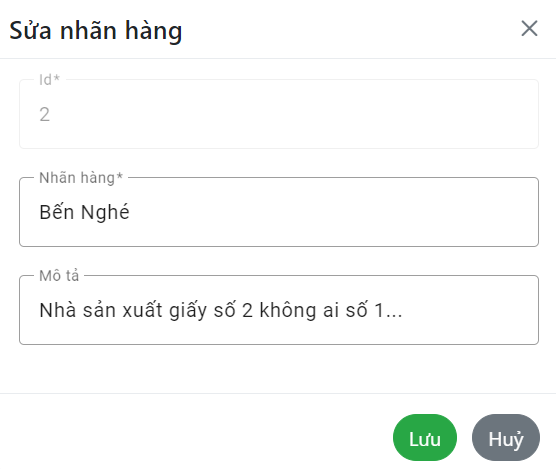 Sửa nhãn hàng
Id*
2
Nhãn hàng*
Bến Nghé
Mô tả
Nhà sản xuất giấy số 2 không ai số 1...
Lưu
Huỷ